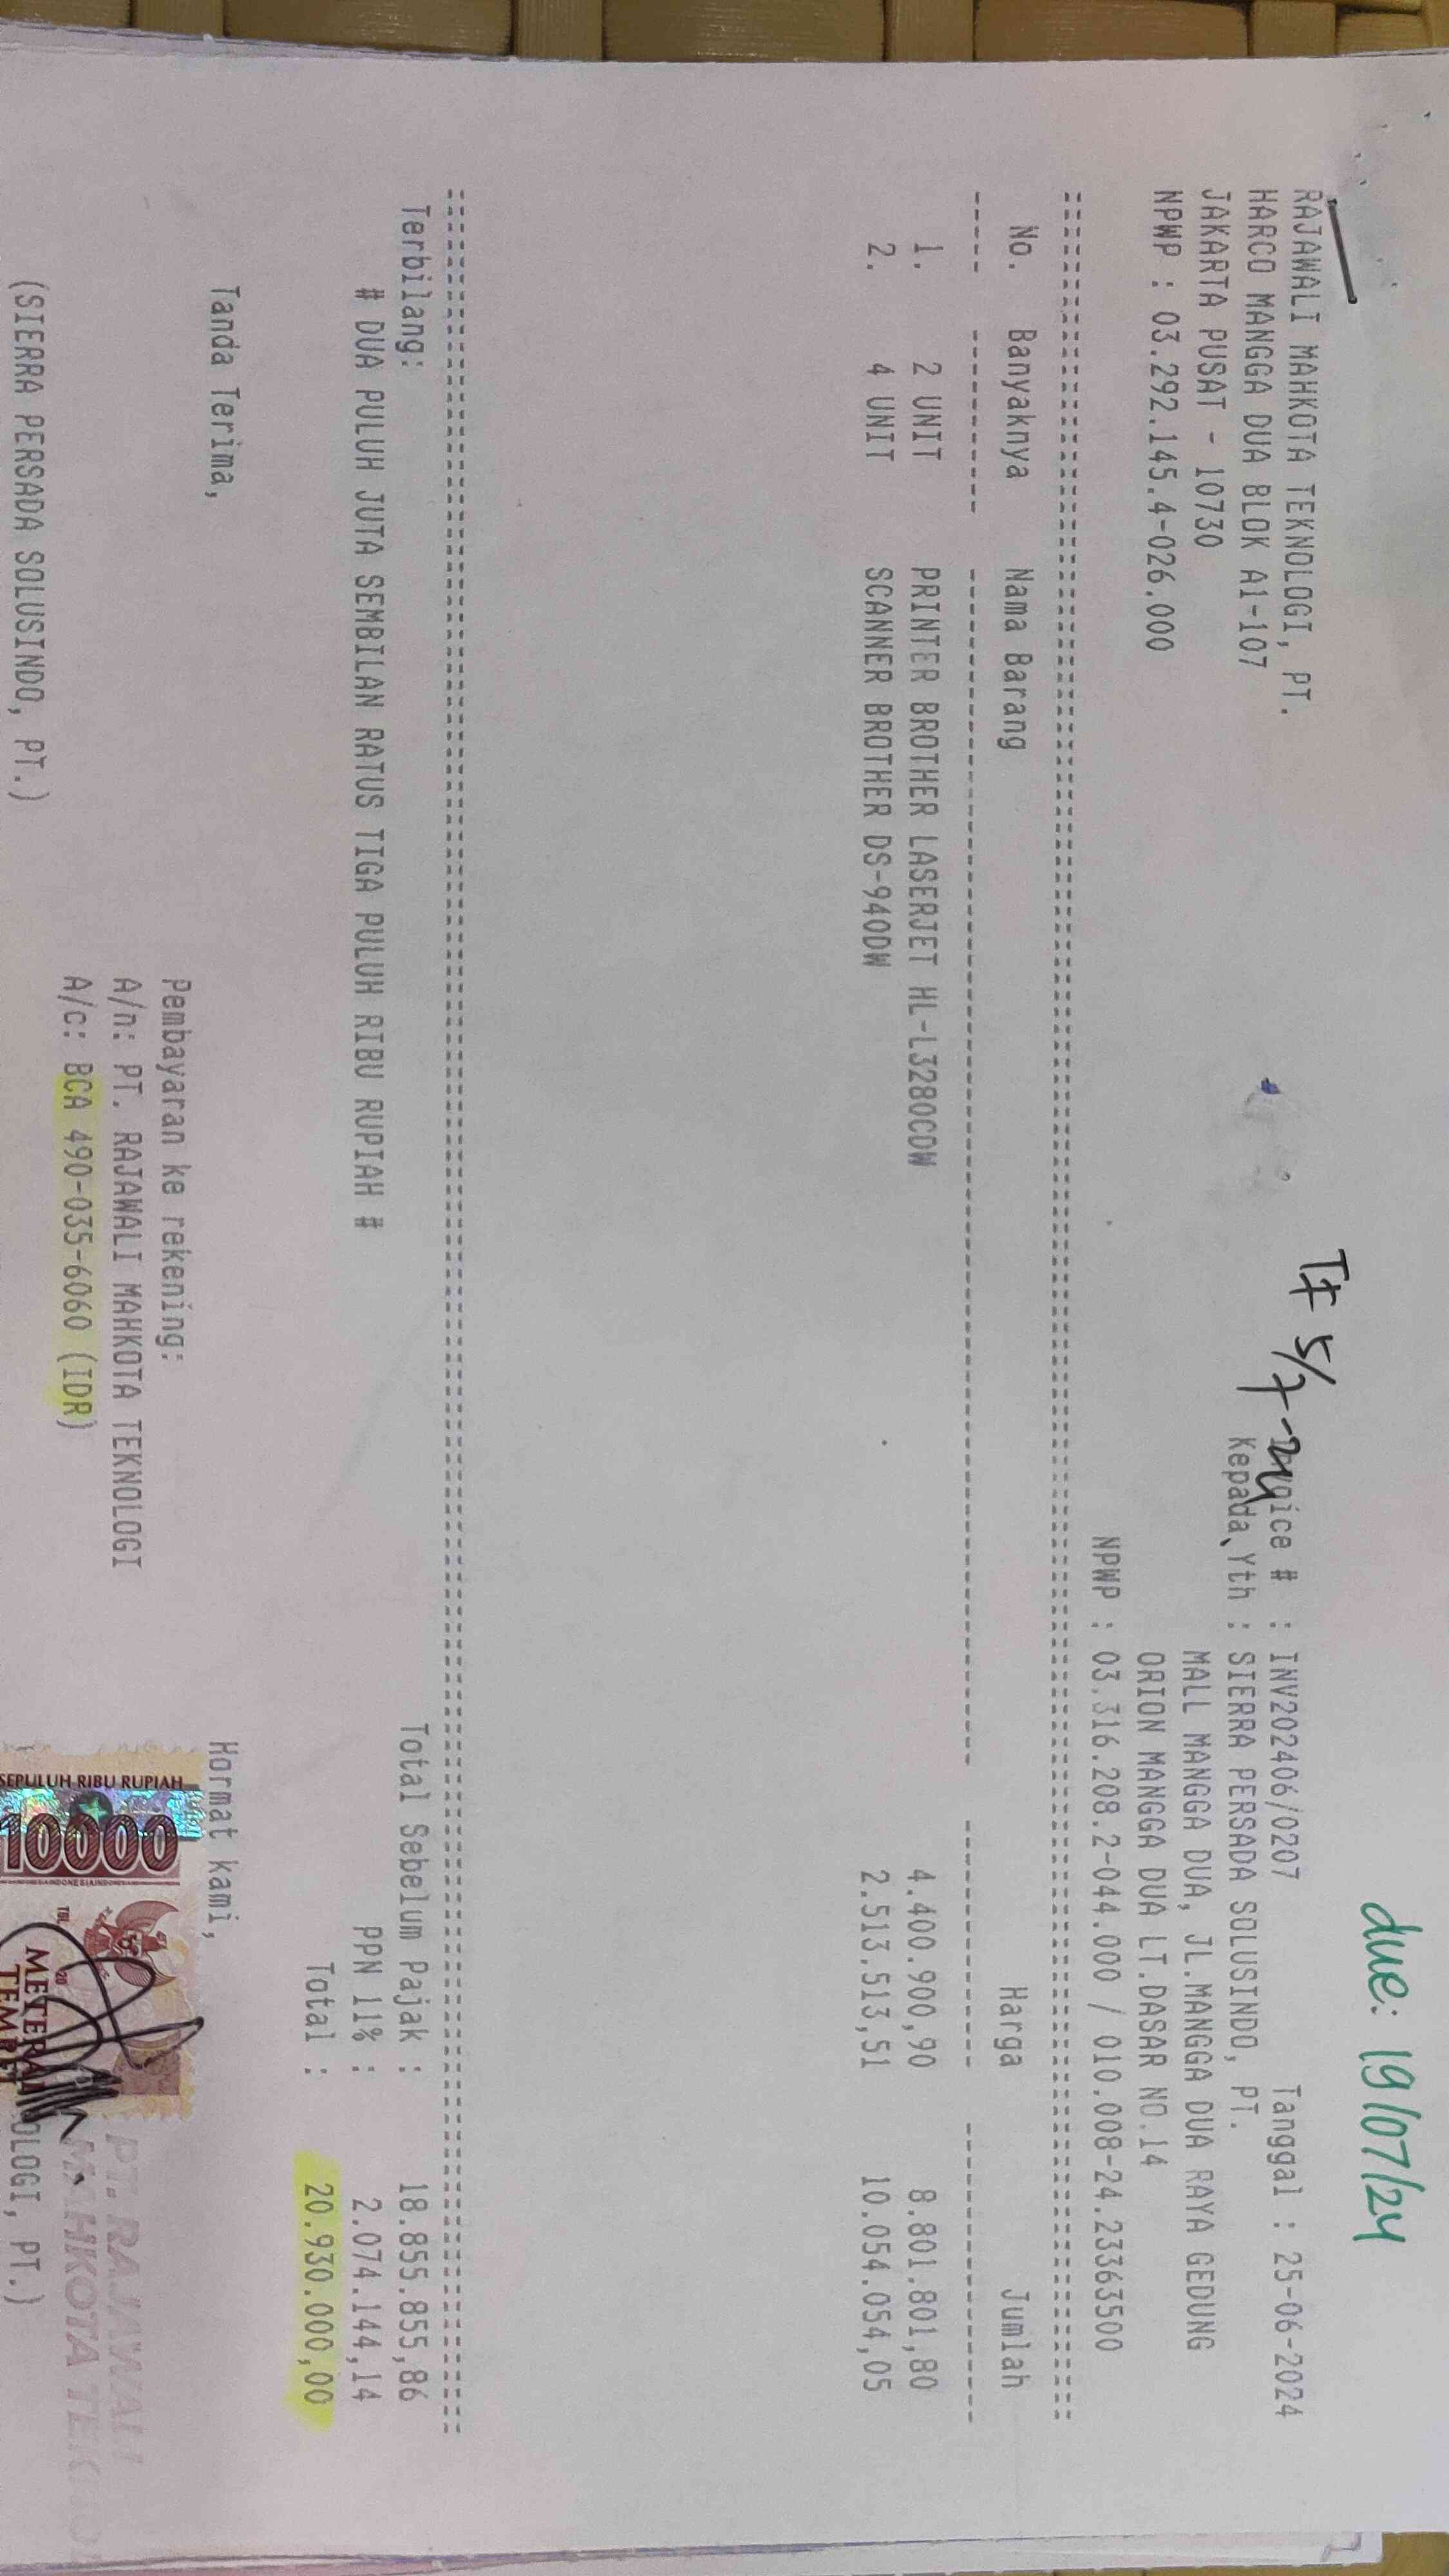 due: 19/07/24
TF 5/7-24
RAJAWALI MAHKOTA TEKNOLOGI, PT.
HARCO MANGGA DUA BLOK A1-107
JAKARTA PUSAT - 10730
NPWP : 03.292.145.4-026.000
# : INV202406/0207 Tanggal : 25-06-2024
Kepada Yth : SIERRA PERSADA SOLUSINDO, PT.
MALL MANGGA DUA, JL.MANGGA DUA RAYA GEDUNG
ORION MANGGA DUA LT.DASAR NO.14
NPWP : 03.316.208.2-044.000 / 010.008-24.23363500
No. Banyaknya Nama Barang Harga Jumlah
1. 2 UNIT PRINTER BROTHER LASERJET HL-L3280CDW 4.400.900,90 8.801.801,80
2. 4 UNIT SCANNER BROTHER DS-940DW 2.513.513,51 10.054.054,05
Terbilang: Total Sebelum Pajak : 18.855.855,86
# DUA PULUH JUTA SEMBILAN RATUS TIGA PULUH RIBU RUPIAH # PPN 11% : 2.074.144,14
Total : 20.930.000,00
Tanda Terima, Hormat kami,
Pembayaran ke rekening:
A/n: PT. RAJAWALI MAHKOTA TEKNOLOGI
A/c: BCA 490-035-6060 (IDR)
(SIERRA PERSADA SOLUSINDO, PT.)
SEPULUH RIBU RUPIAH
10000
TGL. 20
METERAI
PT. RAJAWALI
MAHKOTA
OLOGI, PT.)